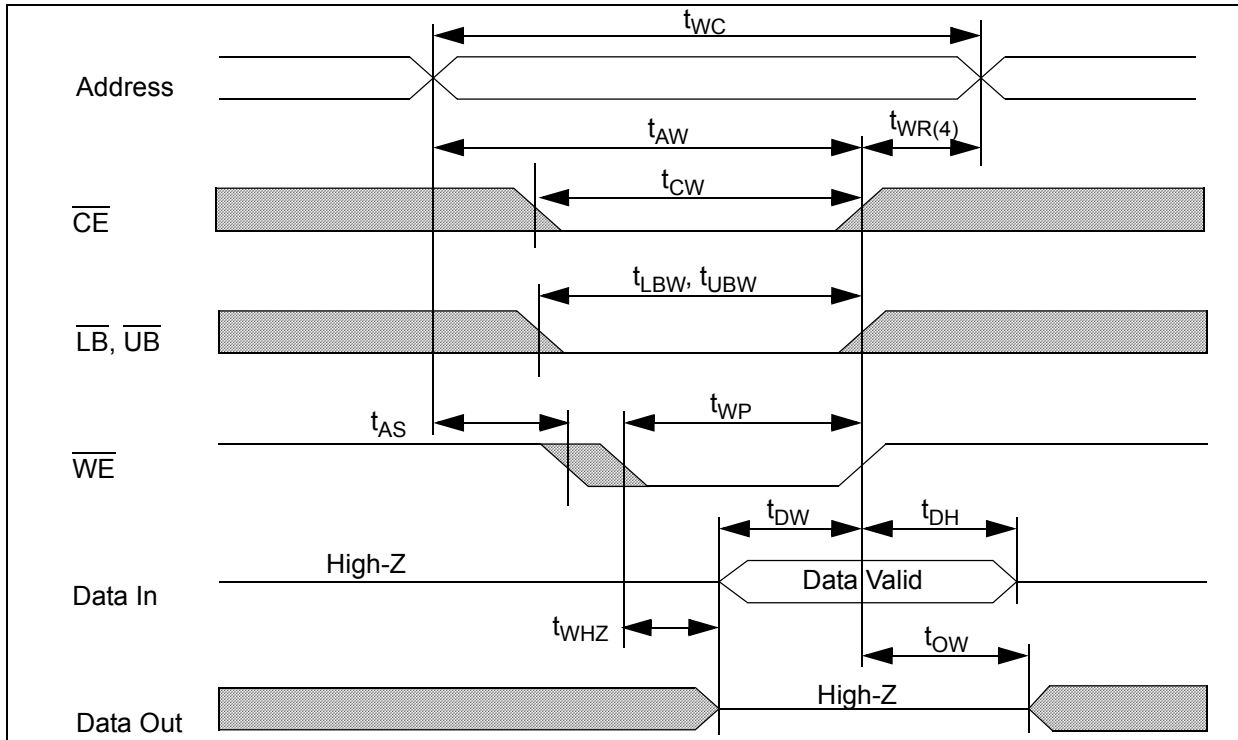 tWC
Address
tAW
tWR(4)
tCW
CE
tLBW, tUBW
LB, UB
tAS
tWP
WE
tDW
tDH
High-Z
Data Valid
Data In
tWHZ
tOW
High-Z
Data Out